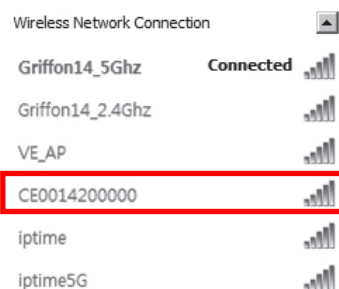 Wireless Network Connection
Griffon14_5Ghz Connected
Griffon14_2.4Ghz
VE_AP
CE0014200000
iptime
iptime5G